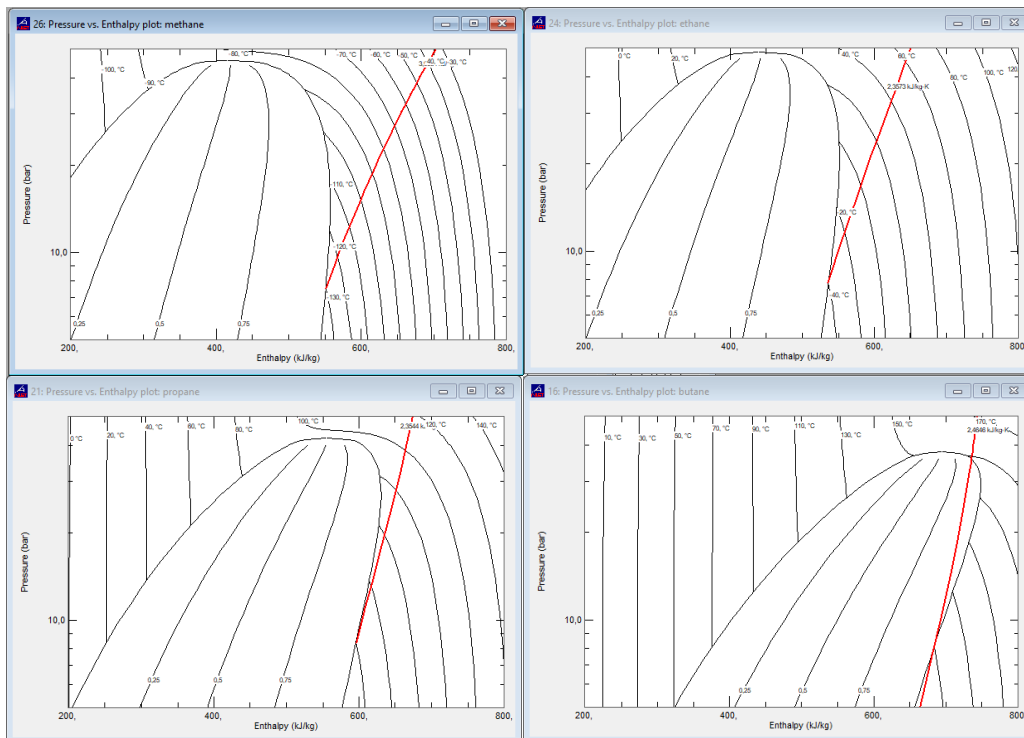 26: Pressure vs. Enthalpy plot: methane
-100, °C
-90, °C
-80, °C
-70, °C
-60, °C
-50, °C
-40, °C
-30, °C
-110, °C
-120, °C
-130, °C
10,0
Pressure (bar)
0,25
0,5
0,75
200,
400,
600,
800,
Enthalpy (kJ/kg)
24: Pressure vs. Enthalpy plot: ethane
0 °C
20, °C
40, °C
60, °C
80, °C
100, °C
120,
2,3573 kJ/kg-K
-20, °C
-40, °C
10,0
Pressure (bar)
0,25
0,5
0,75
200,
400,
600,
800,
Enthalpy (kJ/kg)
21: Pressure vs. Enthalpy plot: propane
0 °C
20, °C
40, °C
60, °C
80, °C
100, °C
2,3544 k
120, °C
140, °C
10,0
Pressure (bar)
0,25
0,5
0,75
200,
400,
600,
800,
Enthalpy (kJ/kg)
16: Pressure vs. Enthalpy plot: butane
10, °C
30, °C
50, °C
70, °C
90, °C
110, °C
130, °C
150, °C
170, °C
2,4646 kJ/kg-K
10,0
Pressure (bar)
0,25
0,5
0,75
200,
400,
600,
800,
Enthalpy (kJ/kg)